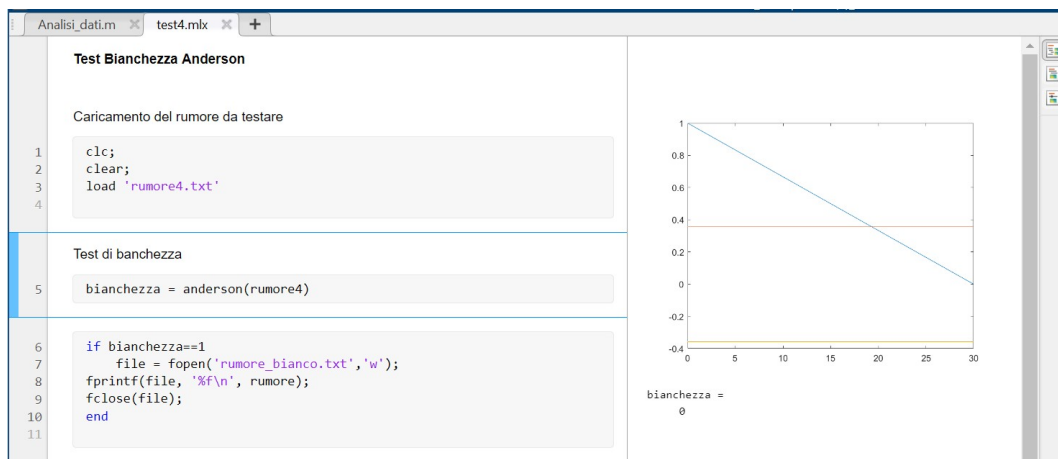 Analisi_dati.m
test4.mlx
Test Bianchezza Anderson
Caricamento del rumore da testare
1 clc;
2 clear;
3 load 'rumore4.txt'
4
Test di banchezza
5 bianchezza = anderson(rumore4)
6 if bianchezza==1
7 file = fopen('rumore_bianco.txt','w');
8 fprintf(file, '%f\n', rumore);
9 fclose(file);
10 end
11
1
0.8
0.6
0.4
0.2
0
-0.2
-0.4
0 5 10 15 20 25 30
bianchezza =
0